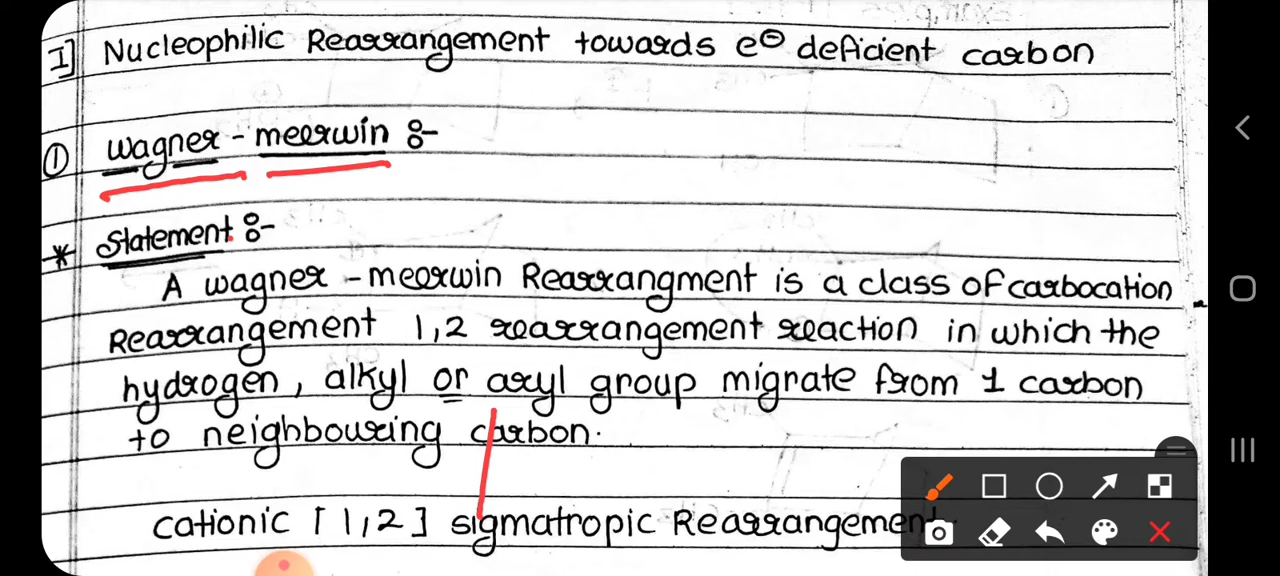 I] Nucleophilic Rearrangement towards e⊖ deficient carbon
① wagner - meerwin :-
* Statement :-
A wagner - meerwin Rearrangment is a class of carbocation
Rearrangement 1,2 rearrangement reaction in which the
hydrogen, alkyl or aryl group migrate from 1 carbon
to neighbouring carbon.
cationic [1,2] sigmatropic Rearrangement